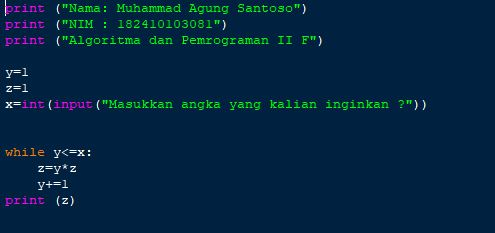 print ("Nama: Muhammad Agung Santoso")
print ("NIM : 182410103081")
print ("Algoritma dan Pemrograman II F")
y=1
z=1
x=int(input("Masukkan angka yang kalian inginkan ?"))
while y<=x:
    z=y*z
    y+=1
print (z)